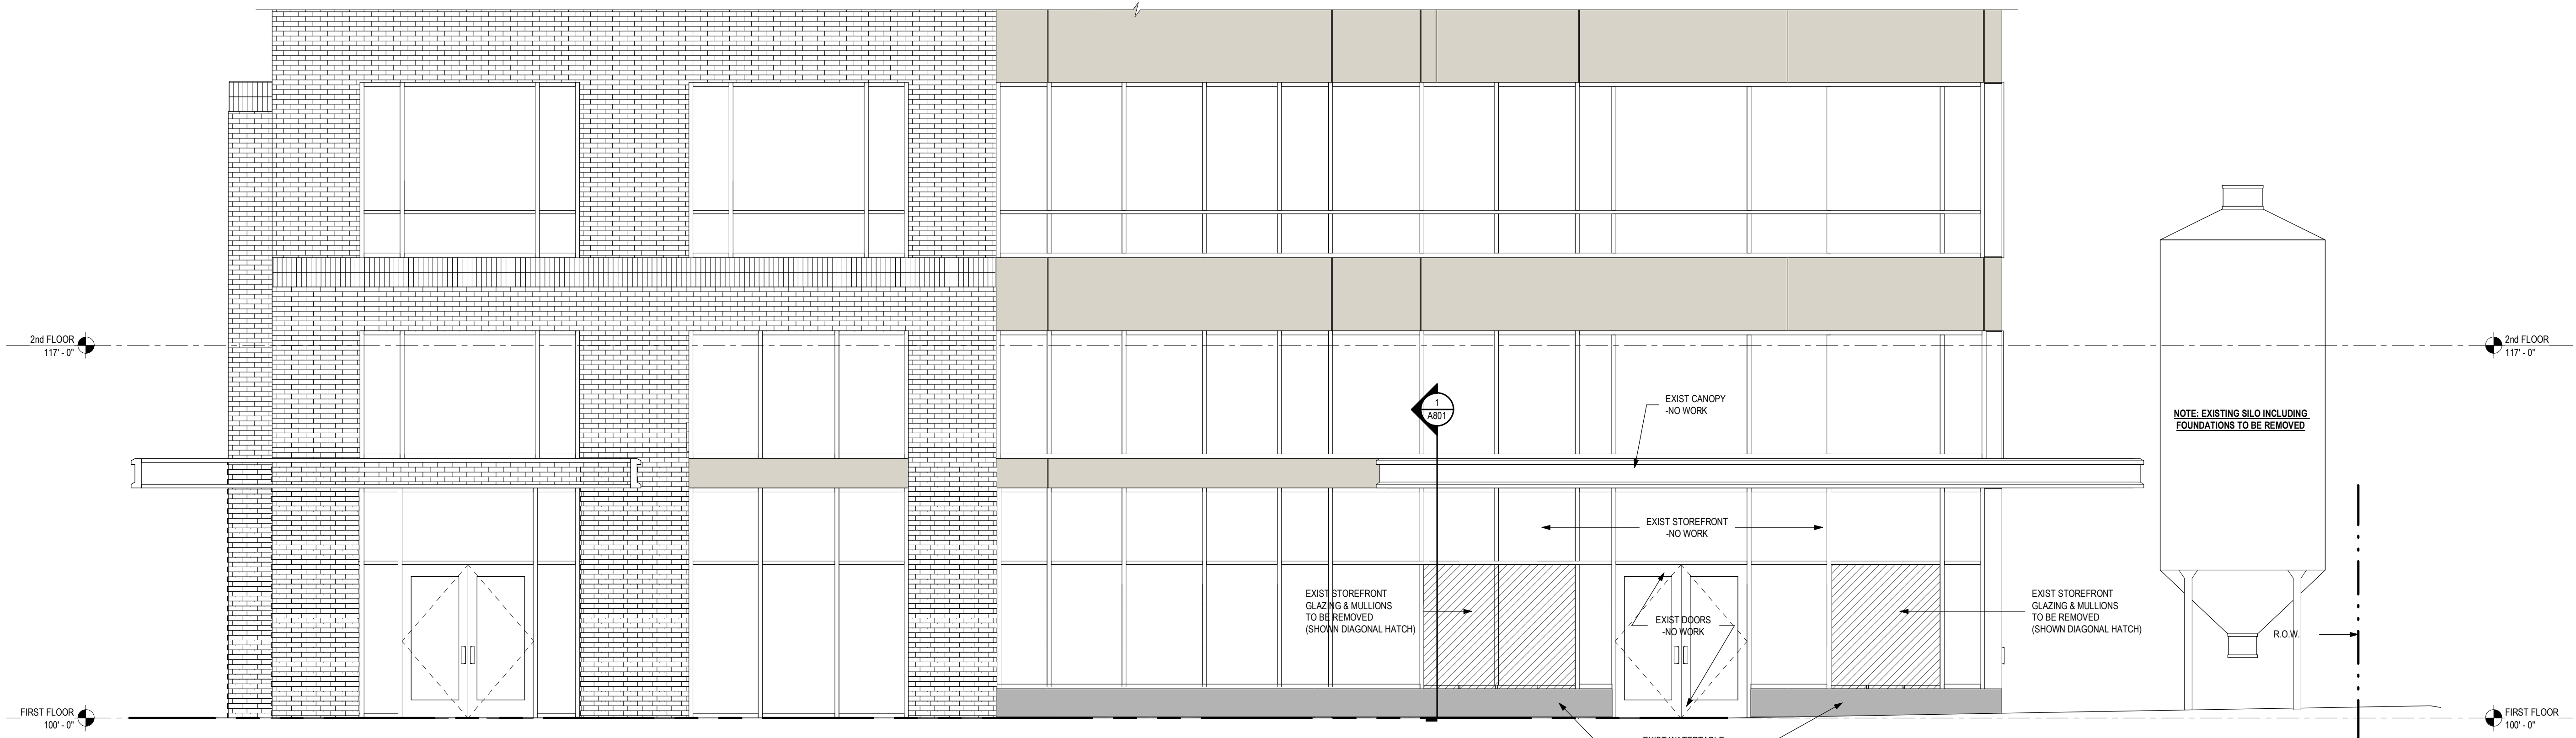 2nd FLOOR
117' - 0"
2nd FLOOR
117' - 0"
1
A801
EXIST CANOPY
-NO WORK
NOTE: EXISTING SILO INCLUDING
FOUNDATIONS TO BE REMOVED
EXIST STOREFRONT
-NO WORK
EXIST STOREFRONT
GLAZING & MULLIONS
TO BE REMOVED
(SHOWN DIAGONAL HATCH)
EXIST DOORS
-NO WORK
EXIST STOREFRONT
GLAZING & MULLIONS
TO BE REMOVED
(SHOWN DIAGONAL HATCH)
R.O.W.
FIRST FLOOR
100' - 0"
FIRST FLOOR
100' - 0"